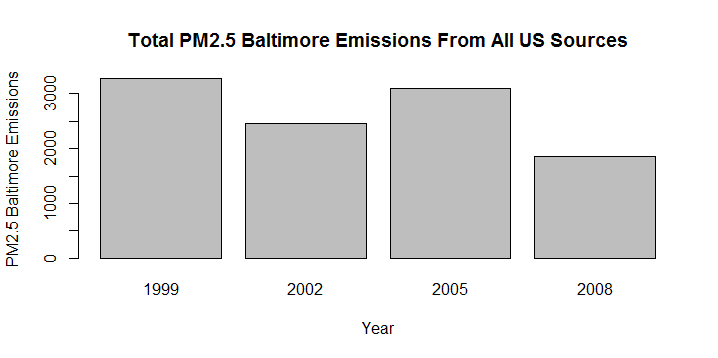 Total PM2.5 Baltimore Emissions From All US Sources
PM2.5 Baltimore Emissions
3000
2000
1000
0
1999 2002 2005 2008
Year